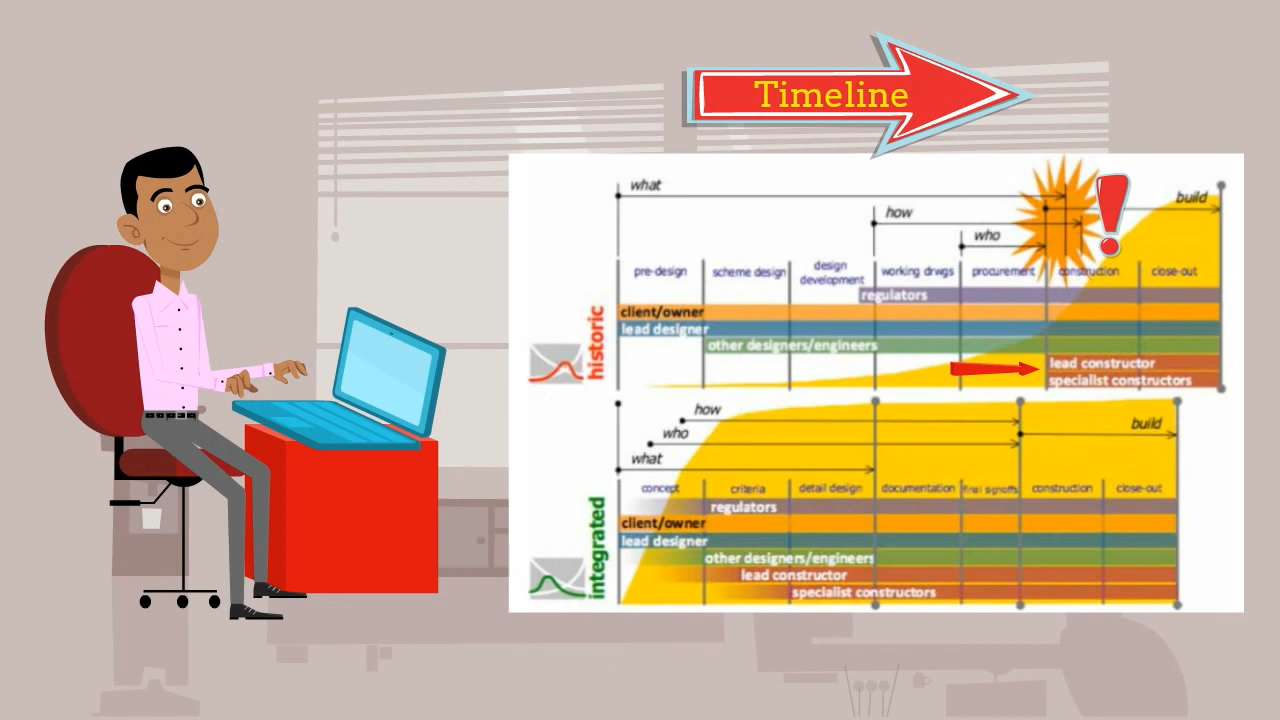 Timeline
what
build
how
who
pre-design
scheme design
design
development
working drwgs
procurement
construction
close-out
regulators
client/owner
lead designer
other designers/engineers
lead constructor
specialist constructors
historic
how
who
build
what
concept
criteria
detail design
documentation
final signoffs
construction
close-out
regulators
client/owner
lead designer
other designers/engineers
lead constructor
specialist constructors
integrated